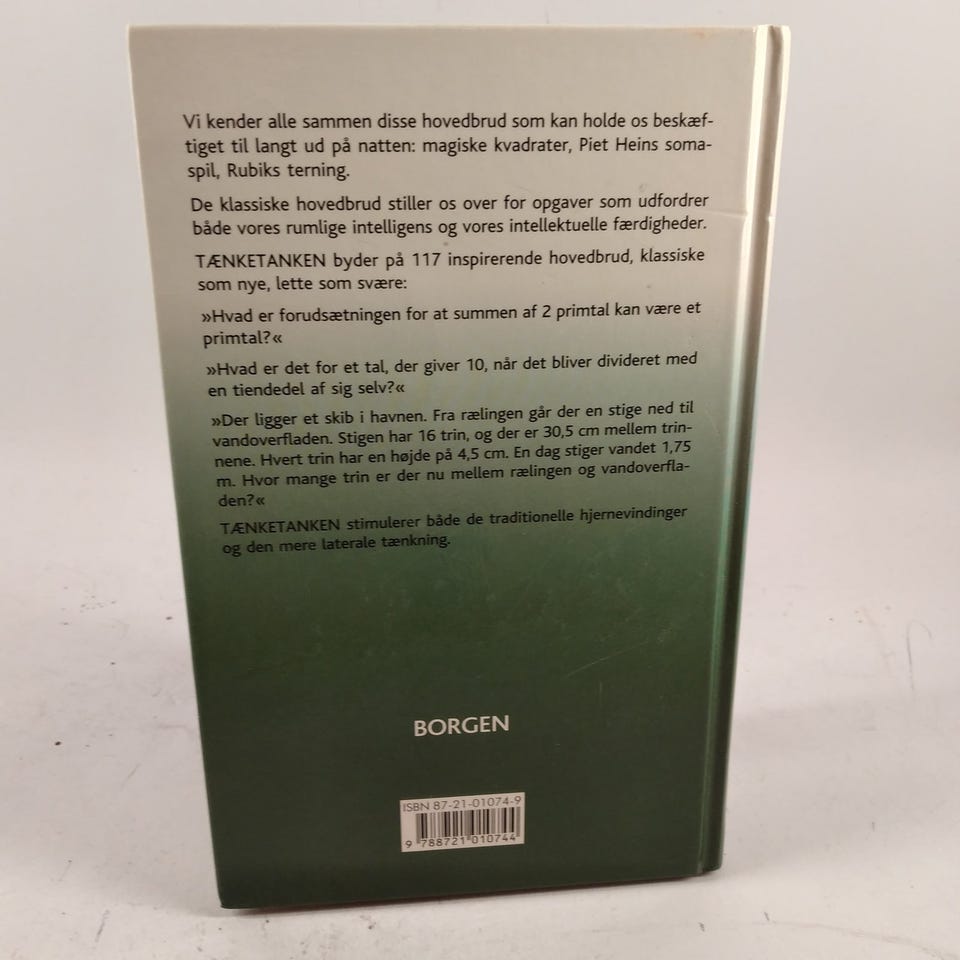 Vi kender alle sammen disse hovedbrud som kan holde os beskæf-
tiget til langt ud på natten: magiske kvadrater, Piet Heins soma-
spil, Rubiks terning.
De klassiske hovedbrud stiller os over for opgaver som udfordrer
både vores rumlige intelligens og vores intellektuelle færdigheder.
TÆNKETANKEN byder på 117 inspirerende hovedbrud, klassiske
som nye, lette som svære:
»Hvad er forudsætningen for at summen af 2 primtal kan være et
primtal?«
»Hvad er det for et tal, der giver 10, når det bliver divideret med
en tiendedel af sig selv?«
»Der ligger et skib i havnen. Fra rælingen går der en stige ned til
vandoverfladen. Stigen har 16 trin, og der er 30,5 cm mellem trin-
nene. Hvert trin har en højde på 4,5 cm. En dag stiger vandet 1,75
m. Hvor mange trin er der nu mellem rælingen og vandoverfla-
den?«
TÆNKETANKEN stimulerer både de traditionelle hjernevindinger
og den mere laterale tænkning.
BORGEN
ISBN 87-21-01074-9
9 788721 010744